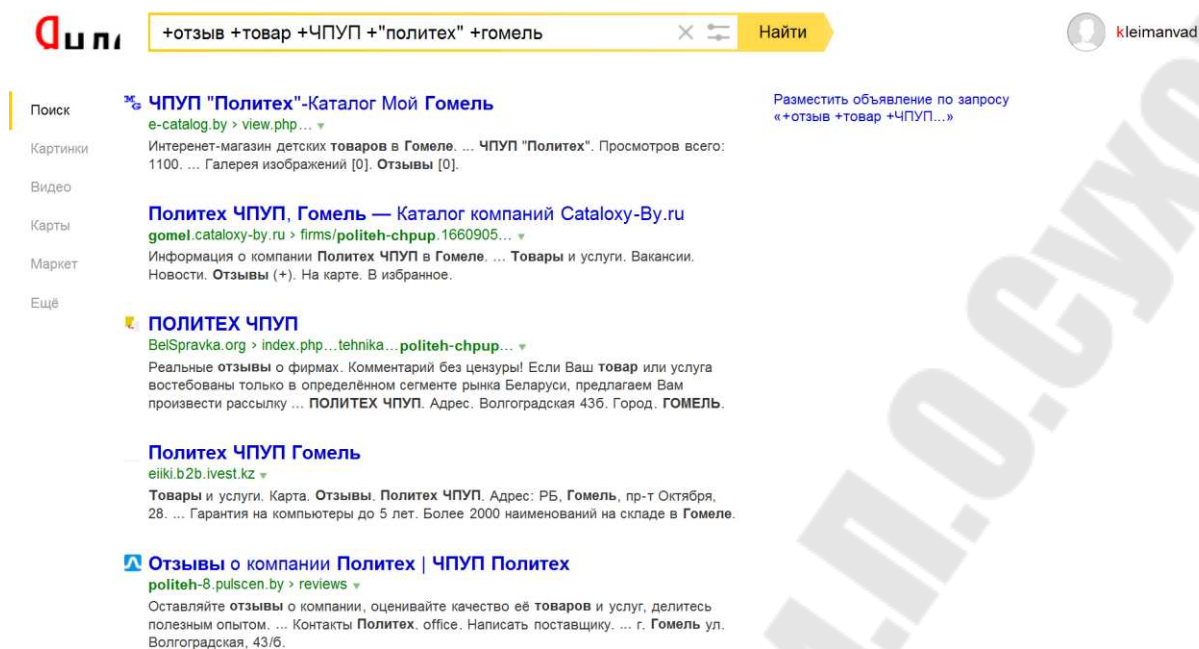 +отзыв +товар +ЧПУП +"политех" +гомель
Найти
kleimanvad
Поиск
Картинки
Видео
Карты
Маркет
Ещё
ЧПУП "Политех"-Каталог Мой Гомель
e-catalog.by › view.php…
Интеренет-магазин детских товаров в Гомеле. ... ЧПУП "Политех". Просмотров всего:
1100. ... Галерея изображений [0]. Отзывы [0].
Политех ЧПУП, Гомель — Каталог компаний Cataloxy-By.ru
gomel.cataloxy-by.ru › firms/politeh-chpup.1660905…
Информация о компании Политех ЧПУП в Гомеле. ... Товары и услуги. Вакансии.
Новости. Отзывы (+). На карте. В избранное.
ПОЛИТЕХ ЧПУП
BelSpravka.org › index.php…tehnika…politeh-chpup…
Реальные отзывы о фирмах. Комментарий без цензуры! Если Ваш товар или услуга
востебованы только в определённом сегменте рынка Беларуси, предлагаем Вам
произвести рассылку ... ПОЛИТЕХ ЧПУП. Адрес. Волгоградская 43б. Город. ГОМЕЛЬ.
Политех ЧПУП Гомель
eiiki.b2b.ivest.kz
Товары и услуги. Карта. Отзывы. Политех ЧПУП. Адрес: РБ, Гомель, пр-т Октября,
28. ... Гарантия на компьютеры до 5 лет. Более 2000 наименований на складе в Гомеле.
Отзывы о компании Политех | ЧПУП Политех
politeh-8.pulscen.by › reviews
Оставляйте отзывы о компании, оценивайте качество её товаров и услуг, делитесь
полезным опытом. ... Контакты Политех. office. Написать поставщику. ... г. Гомель ул.
Волгоградская, 43/6.
Разместить объявление по запросу
«+отзыв +товар +ЧПУП...»